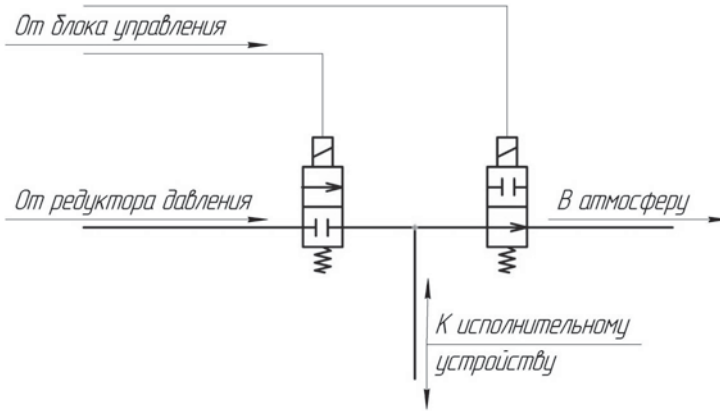 От блока управления
От редуктора давления
В атмосферу
К исполнительному
устройству